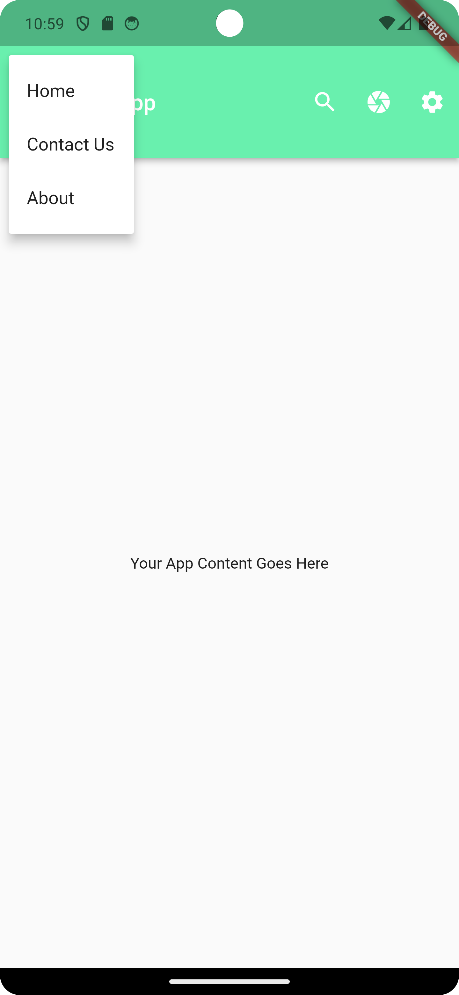 10:59
DEBUG
Home
pp
Contact Us
About
Your App Content Goes Here